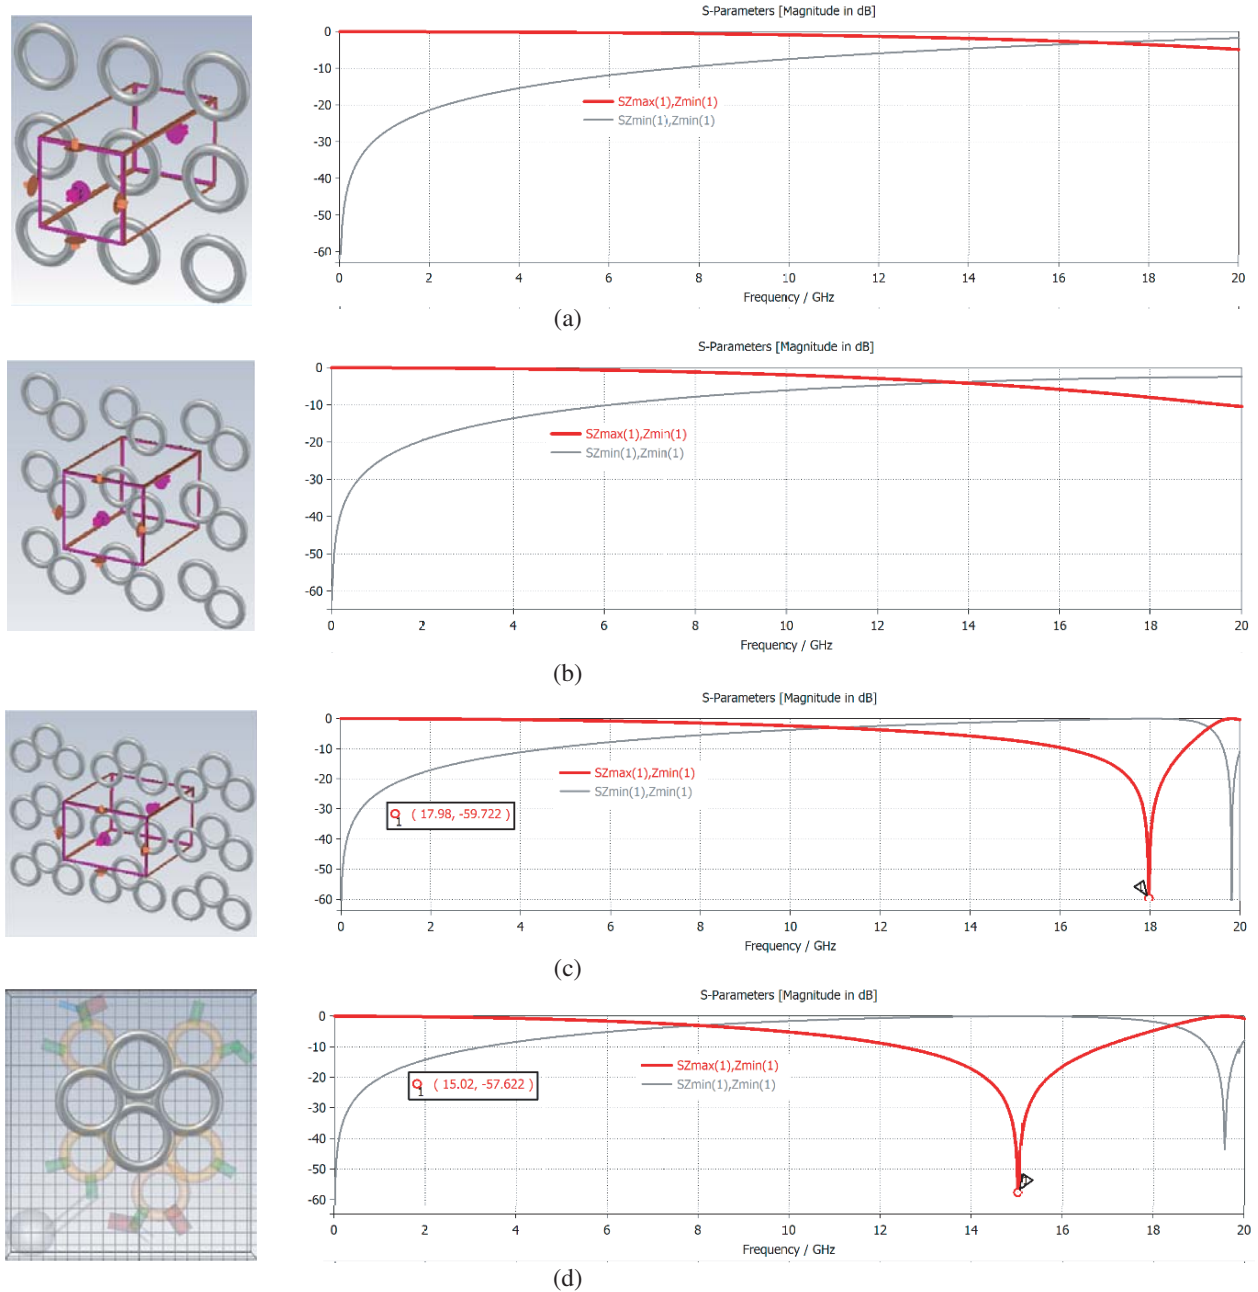 S-Parameters [Magnitude in dB]
0
-10
-20
-30
-40
-50
-60
SZmax(1),Zmin(1)
SZmin(1),Zmin(1)
0 2 4 6 8 10 12 14 16 18 20
Frequency / GHz
(a)
S-Parameters [Magnitude in dB]
0
-10
-20
-30
-40
-50
-60
SZmax(1),Zmin(1)
SZmin(1),Zmin(1)
0 2 4 6 8 10 12 14 16 18 20
Frequency / GHz
(b)
S-Parameters [Magnitude in dB]
0
-10
-20
-30
-40
-50
-60
SZmax(1),Zmin(1)
SZmin(1),Zmin(1)
1 ( 17.98, -59.722 )
0 2 4 6 8 10 12 14 16 18 20
Frequency / GHz
(c)
S-Parameters [Magnitude in dB]
0
-10
-20
-30
-40
-50
-60
SZmax(1),Zmin(1)
SZmin(1),Zmin(1)
1 ( 15.02, -57.622 )
0 2 4 6 8 10 12 14 16 18 20
Frequency / GHz
(d)